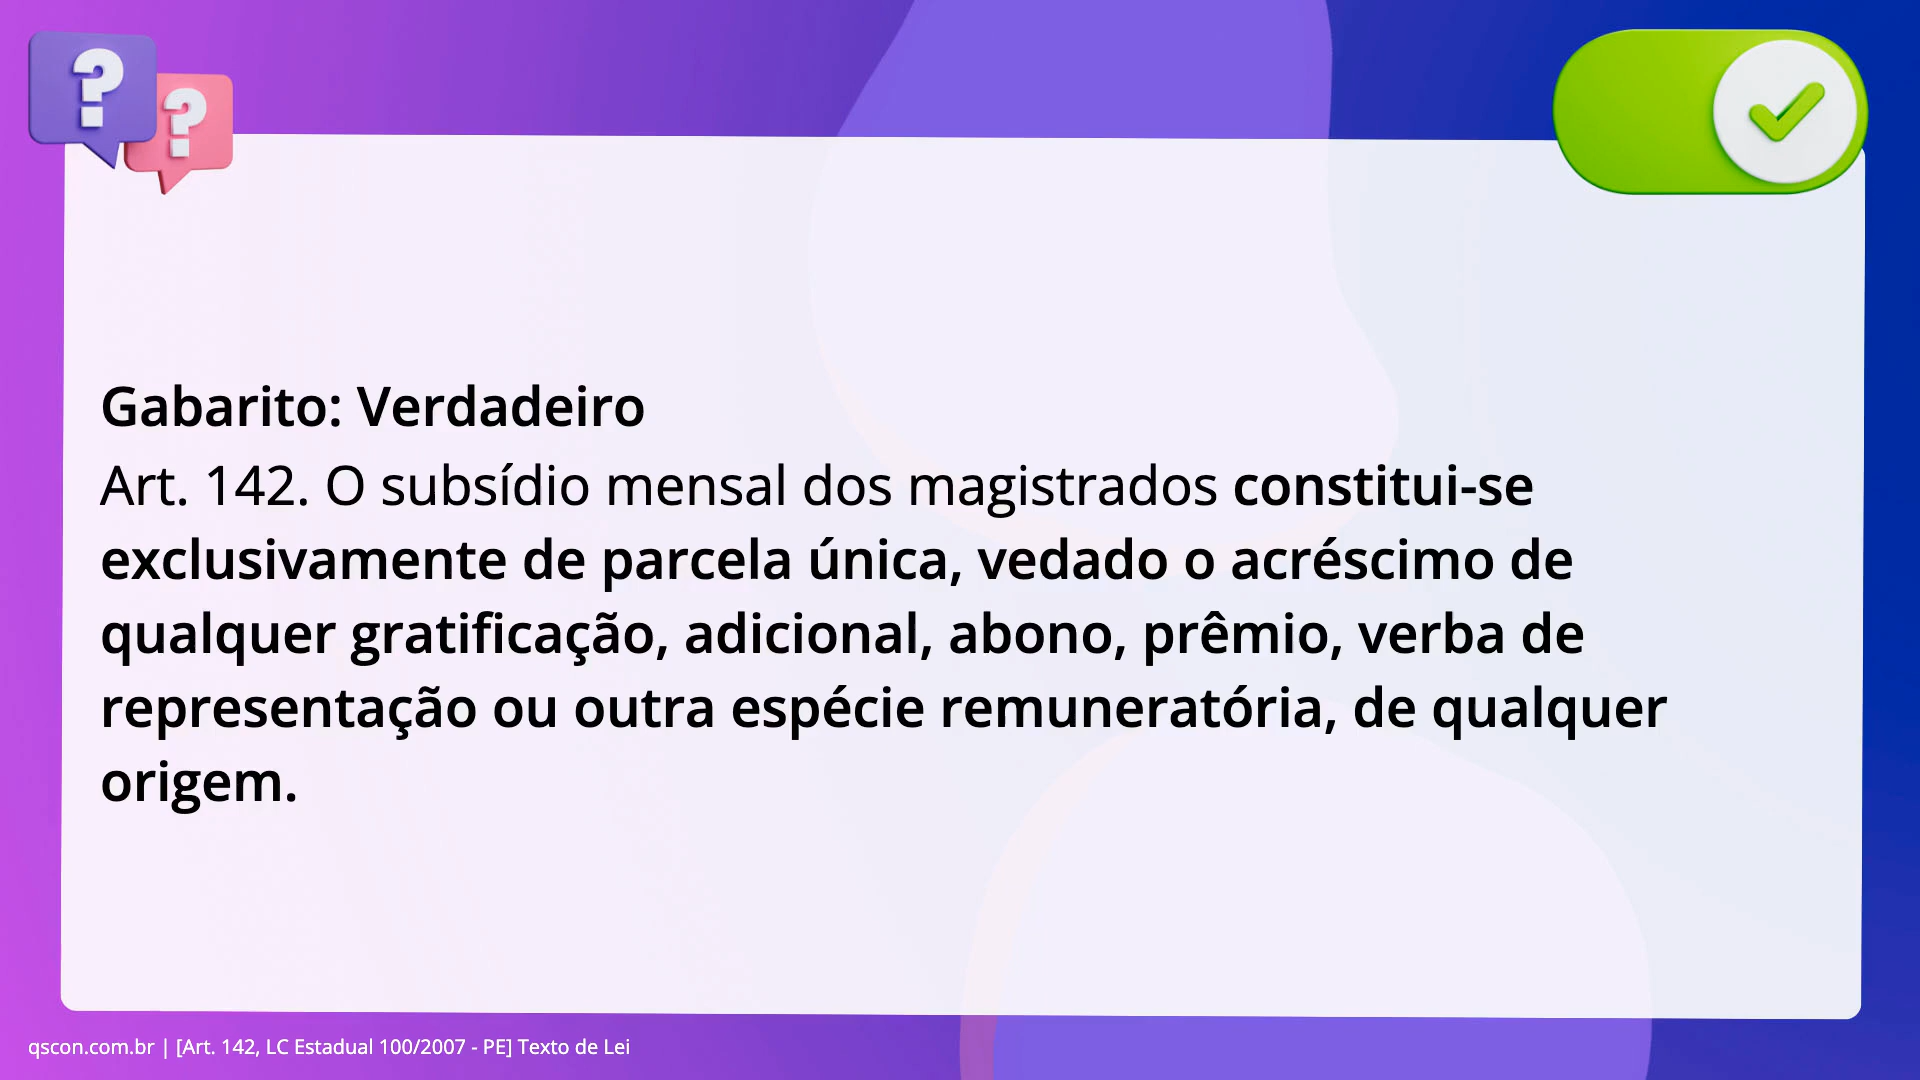 Gabarito: Verdadeiro
Art. 142. O subsídio mensal dos magistrados constitui-se
exclusivamente de parcela única, vedado o acréscimo de
qualquer gratificação, adicional, abono, prêmio, verba de
representação ou outra espécie remuneratória, de qualquer
origem.
qscon.com.br | [Art. 142, LC Estadual 100/2007 - PE] Texto de Lei